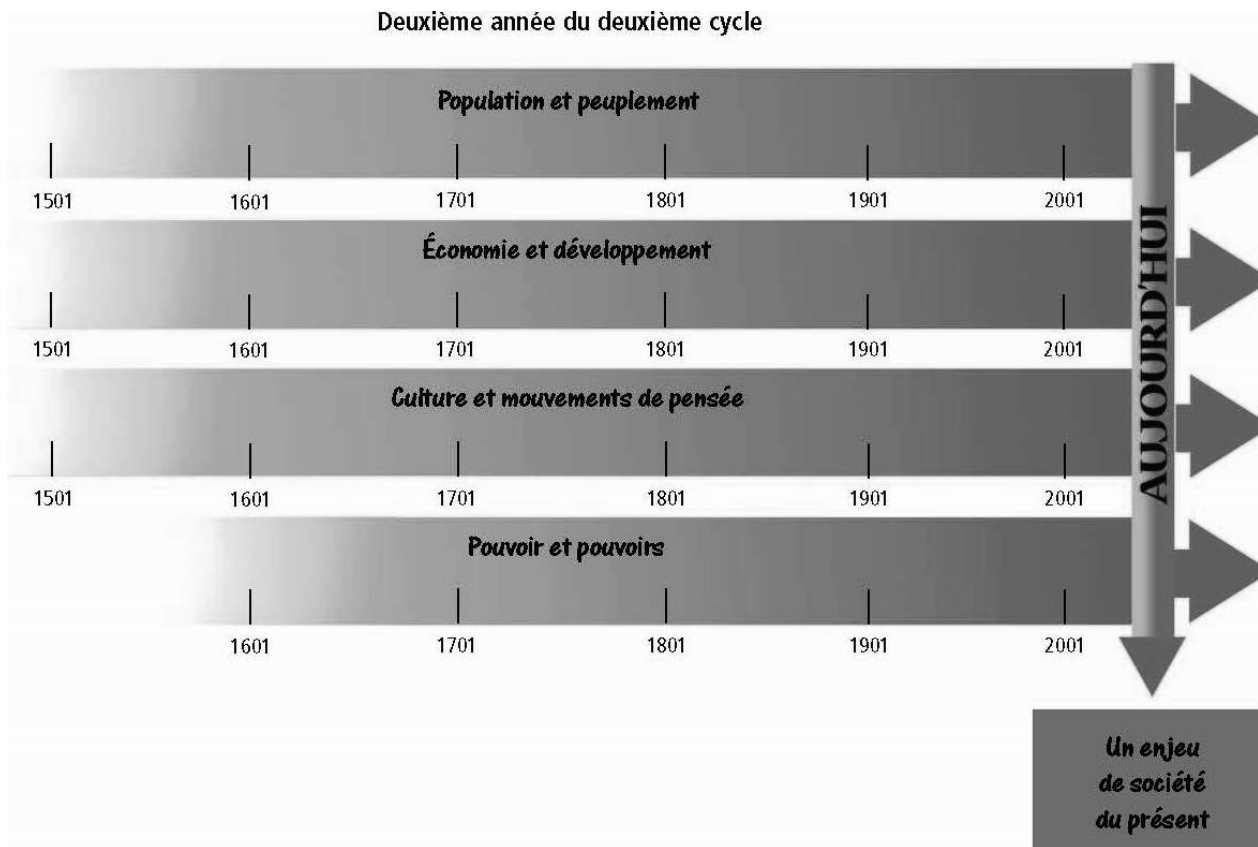 Deuxième année du deuxième cycle
Population et peuplement
1501 1601 1701 1801 1901 2001
Économie et développement
1501 1601 1701 1801 1901 2001
Culture et mouvements de pensée
1501 1601 1701 1801 1901 2001
Pouvoir et pouvoirs
1601 1701 1801 1901 2001
AUJOURD'HUI
Un enjeu
de société
du présent